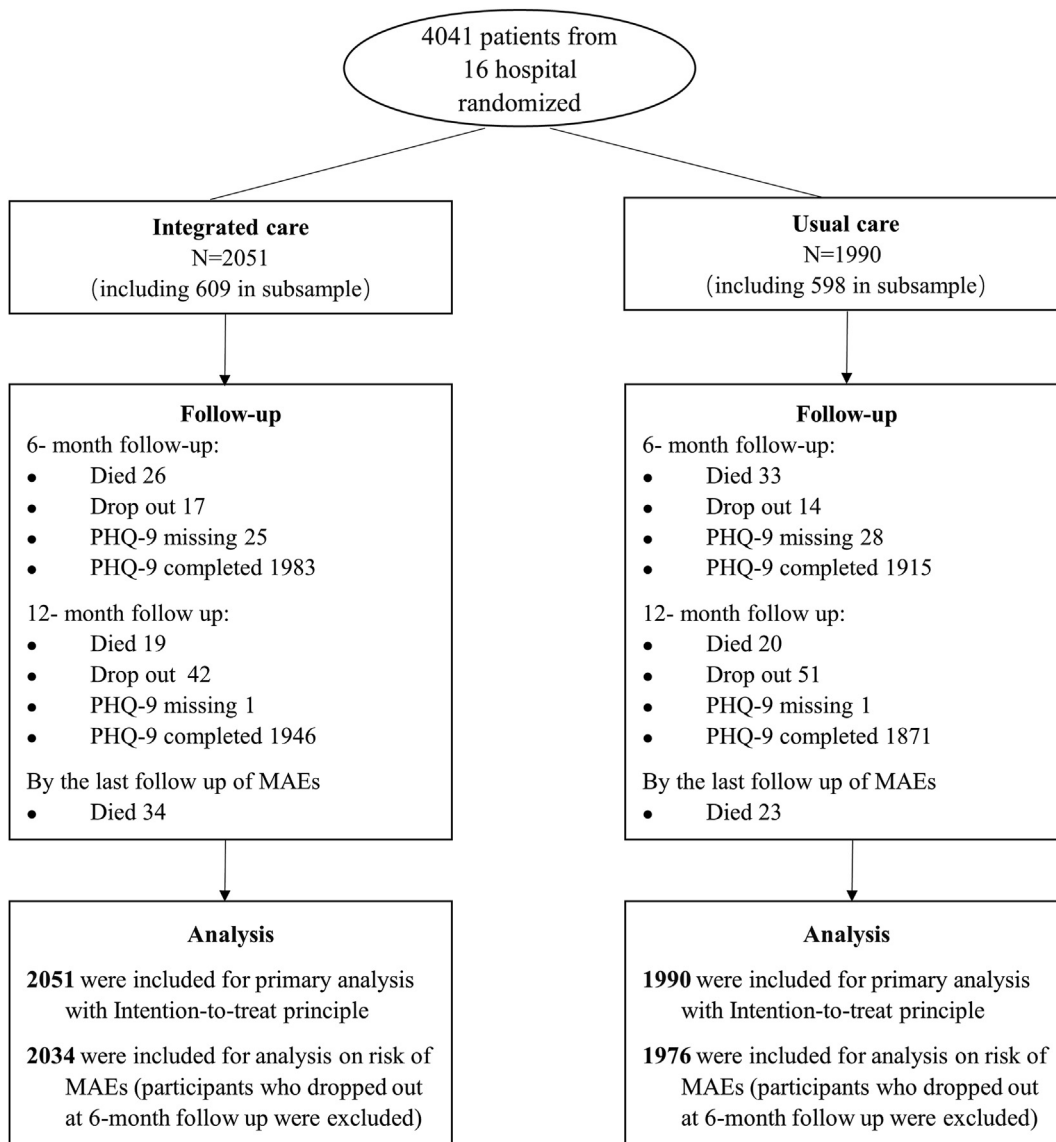 4041 patients from
16 hospital
randomized
Integrated care
N=2051
（including 609 in subsample）
Usual care
N=1990
（including 598 in subsample）
Follow-up
6- month follow-up:
● Died 26
● Drop out 17
● PHQ-9 missing 25
● PHQ-9 completed 1983
12- month follow up:
● Died 19
● Drop out 42
● PHQ-9 missing 1
● PHQ-9 completed 1946
By the last follow up of MAEs
● Died 34
Follow-up
6- month follow-up:
● Died 33
● Drop out 14
● PHQ-9 missing 28
● PHQ-9 completed 1915
12- month follow up:
● Died 20
● Drop out 51
● PHQ-9 missing 1
● PHQ-9 completed 1871
By the last follow up of MAEs
● Died 23
Analysis
2051 were included for primary analysis
with Intention-to-treat principle
2034 were included for analysis on risk of
MAEs (participants who dropped out
at 6-month follow up were excluded)
Analysis
1990 were included for primary analysis
with Intention-to-treat principle
1976 were included for analysis on risk of
MAEs (participants who dropped out
at 6-month follow up were excluded)